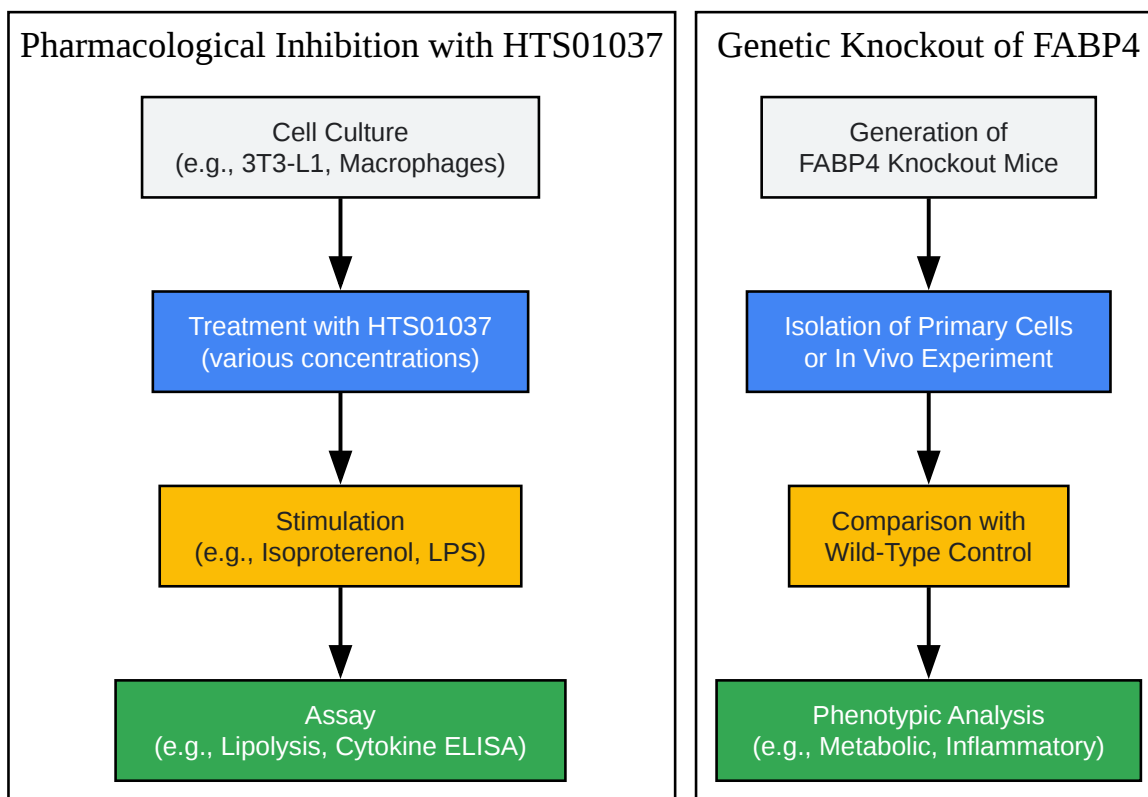 Pharmacological Inhibition with HTS01037
Cell Culture
(e.g., 3T3-L1, Macrophages)
Treatment with HTS01037
(various concentrations)
Stimulation
(e.g., Isoproterenol, LPS)
Assay
(e.g., Lipolysis, Cytokine ELISA)
Genetic Knockout of FABP4
Generation of
FABP4 Knockout Mice
Isolation of Primary Cells
or In Vivo Experiment
Comparison with
Wild-Type Control
Phenotypic Analysis
(e.g., Metabolic, Inflammatory)